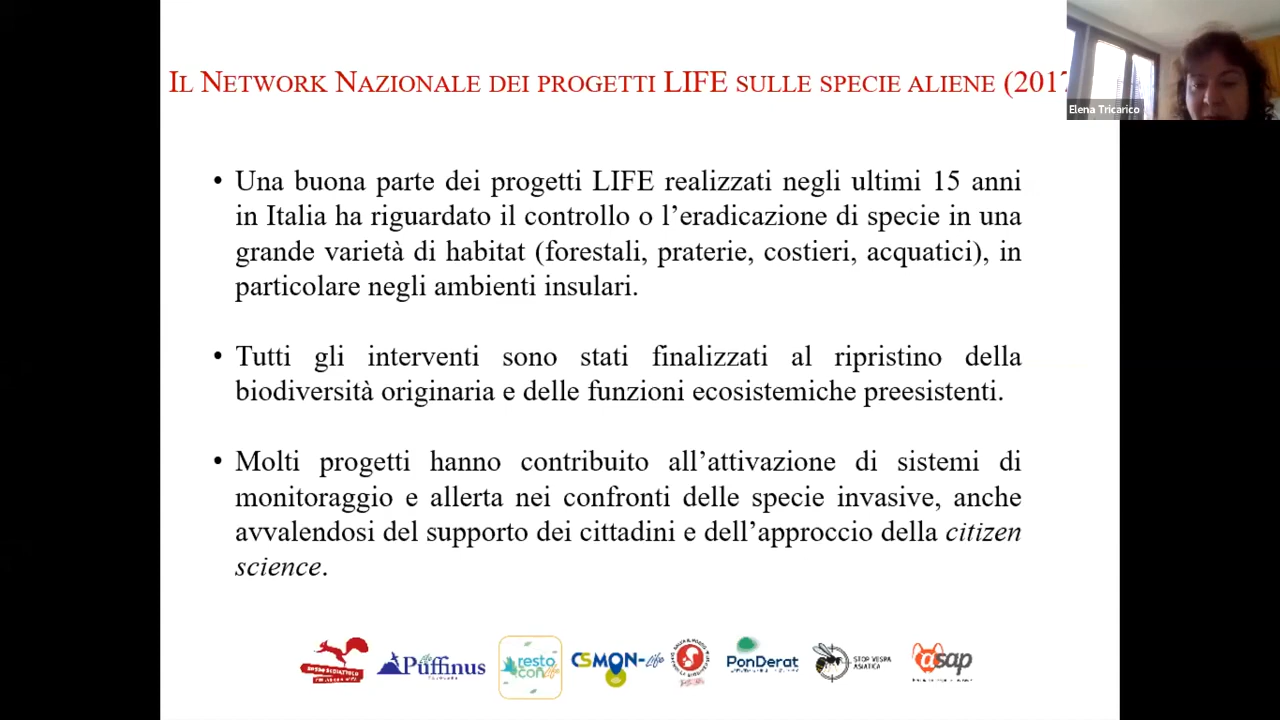 IL NETWORK NAZIONALE DEI PROGETTI LIFE SULLE SPECIE ALIENE (2017
Elena Tricarico
• Una buona parte dei progetti LIFE realizzati negli ultimi 15 anni
in Italia ha riguardato il controllo o l’eradicazione di specie in una
grande varietà di habitat (forestali, praterie, costieri, acquatici), in
particolare negli ambienti insulari.
• Tutti gli interventi sono stati finalizzati al ripristino della
biodiversità originaria e delle funzioni ecosistemiche preesistenti.
• Molti progetti hanno contribuito all’attivazione di sistemi di
monitoraggio e allerta nei confronti delle specie invasive, anche
avvalendosi del supporto dei cittadini e dell’approccio della citizen
science.
Puffinus
resto
con life
CSMON-life
PonDerat
STOP VESPA
ASIATICA
asap